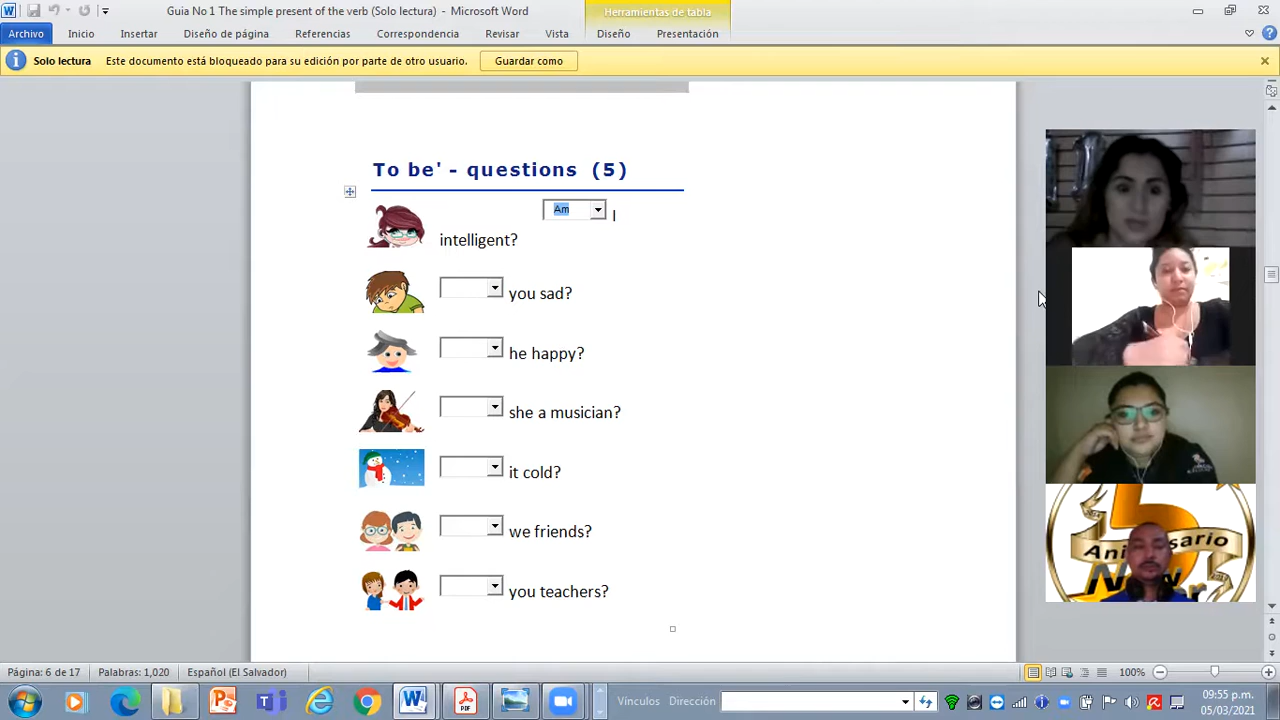 Guia No 1 The simple present of the verb (Solo lectura) - Microsoft Word
Herramientas de tabla
Archivo Inicio Insertar Diseño de página Referencias Correspondencia Revisar Vista Diseño Presentación
Solo lectura Este documento está bloqueado para su edición por parte de otro usuario. Guardar como
To be' - questions (5)
Am I
intelligent?
you sad?
he happy?
she a musician?
it cold?
we friends?
you teachers?
5
Aniversario
Página: 6 de 17 Palabras: 1,020 Español (El Salvador) 100%
Vínculos Dirección
09:55 p.m.
05/03/2021